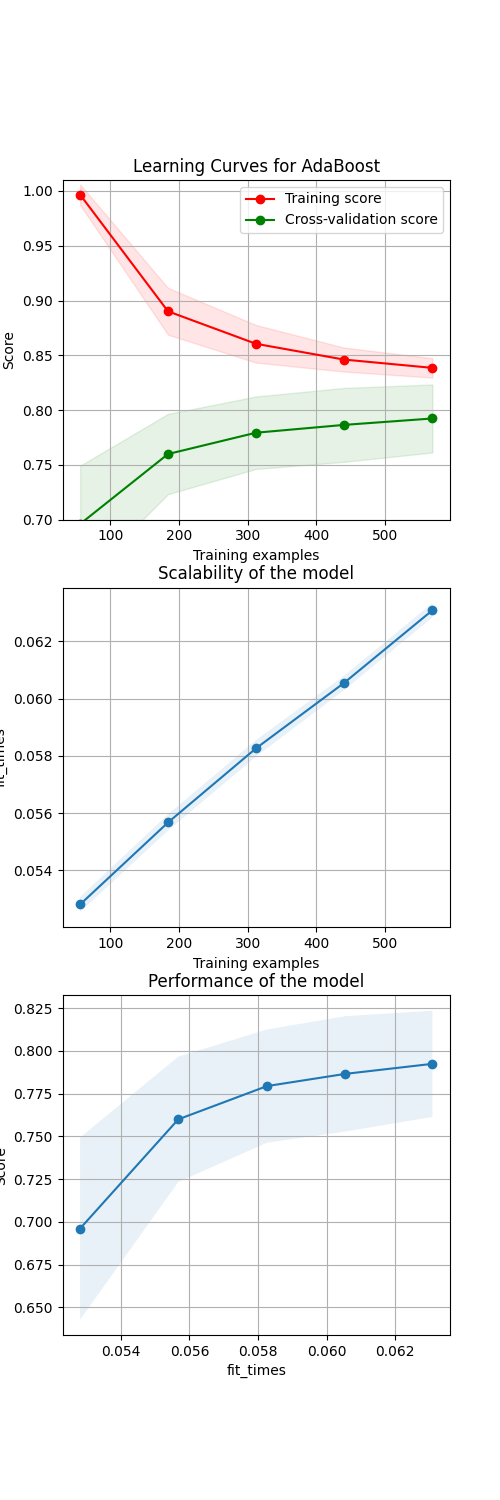 Learning Curves for AdaBoost
1.00
0.95
0.90
0.85
0.80
0.75
0.70
Score
Training score
Cross-validation score
100 200 300 400 500
Training examples
Scalability of the model
0.062
0.060
0.058
0.056
0.054
100 200 300 400 500
Training examples
Performance of the model
0.825
0.800
0.775
0.750
0.725
0.700
0.675
0.650
0.054 0.056 0.058 0.060 0.062
fit_times